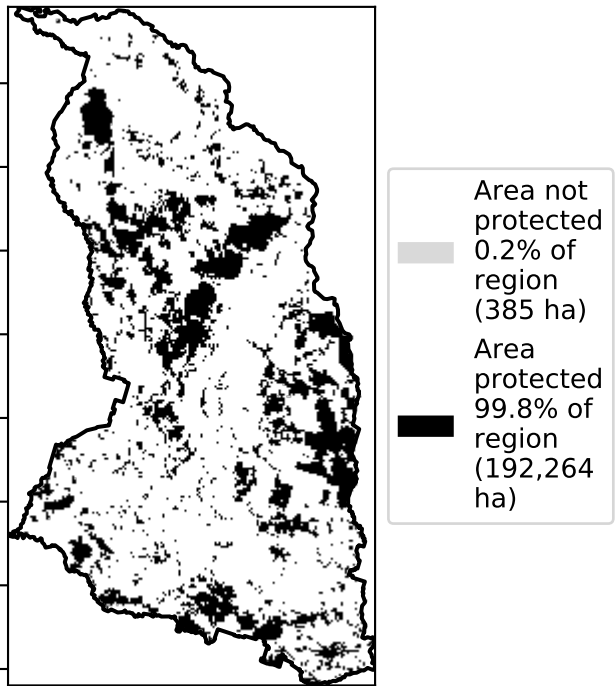 Area not
protected
0.2% of
region
(385 ha)
Area
protected
99.8% of
region
(192,264
ha)